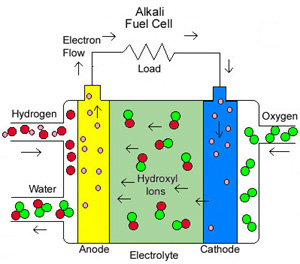 Alkali
Fuel Cell
Electron
Flow
Load
Hydrogen
Oxygen
Water
Hydroxyl
Ions
Anode
Cathode
Electrolyte